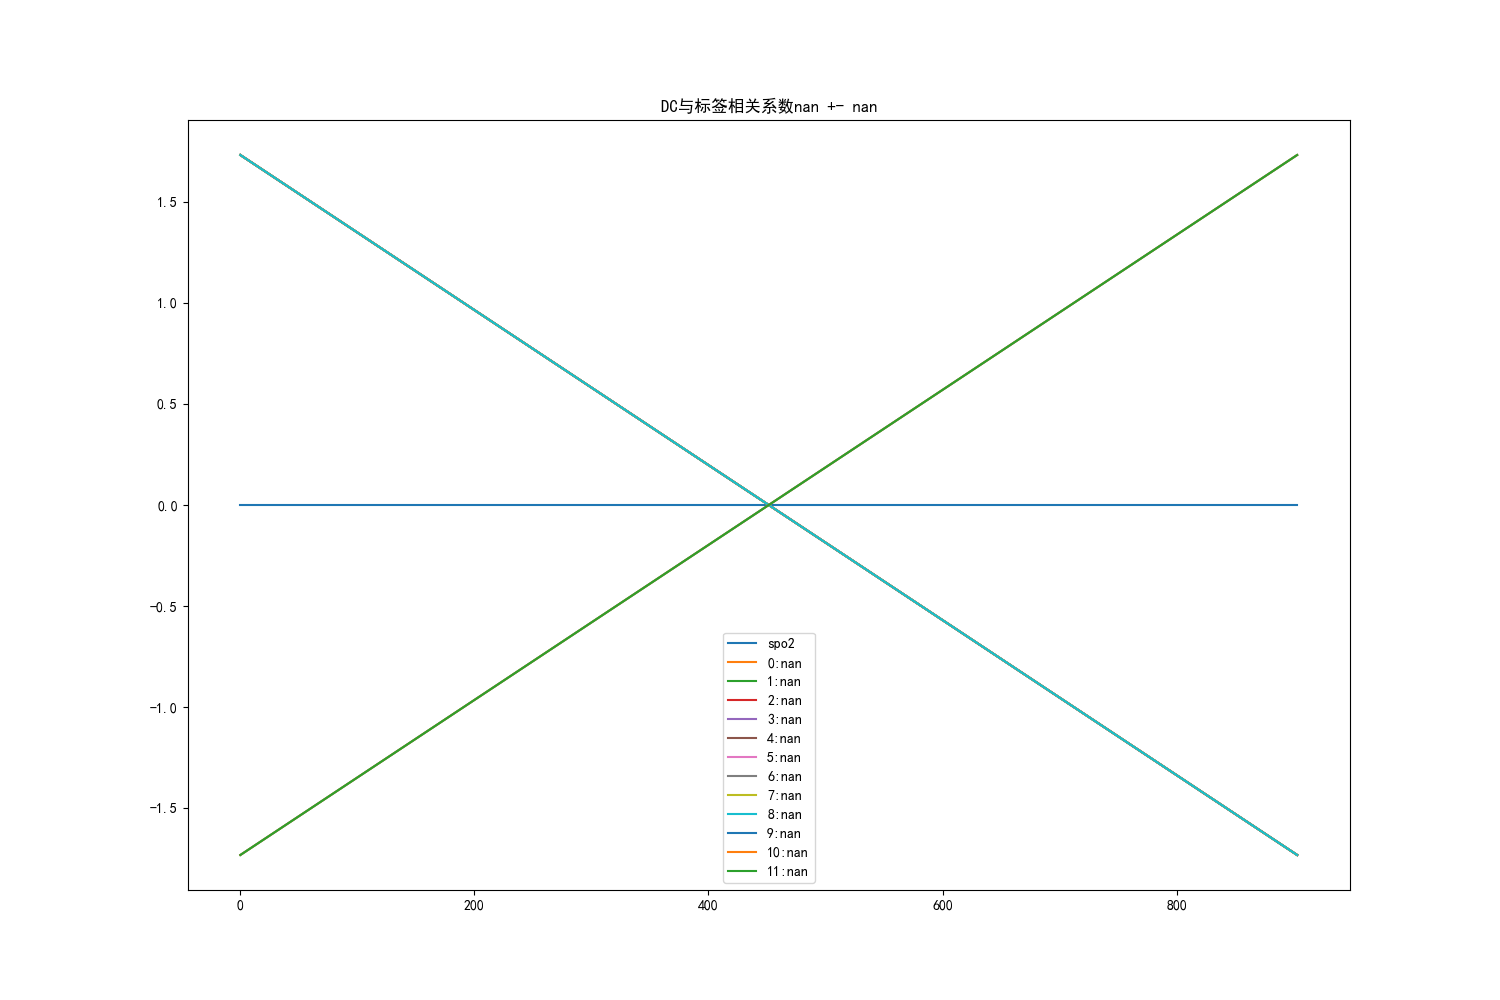 DC与标签相关系数nan +- nan
1.5
1.0
0.5
0.0
-0.5
-1.0
-1.5
spo2
0:nan
1:nan
2:nan
3:nan
4:nan
5:nan
6:nan
7:nan
8:nan
9:nan
10:nan
11:nan
0 200 400 600 800